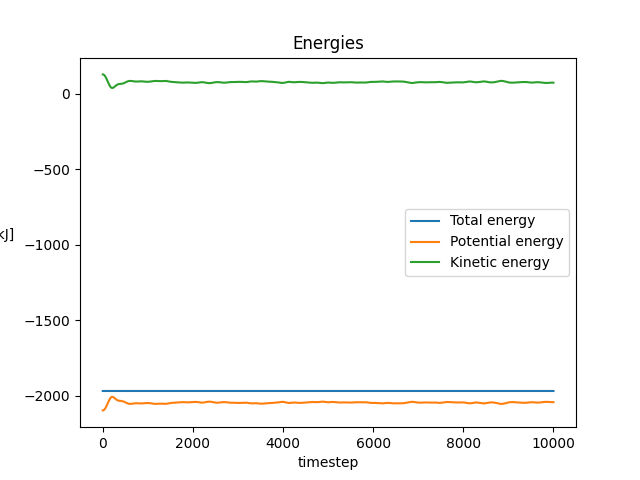 Energies
0
−500
−1000
−1500
−2000
kJ]
Total energy
Potential energy
Kinetic energy
0 2000 4000 6000 8000 10000
timestep